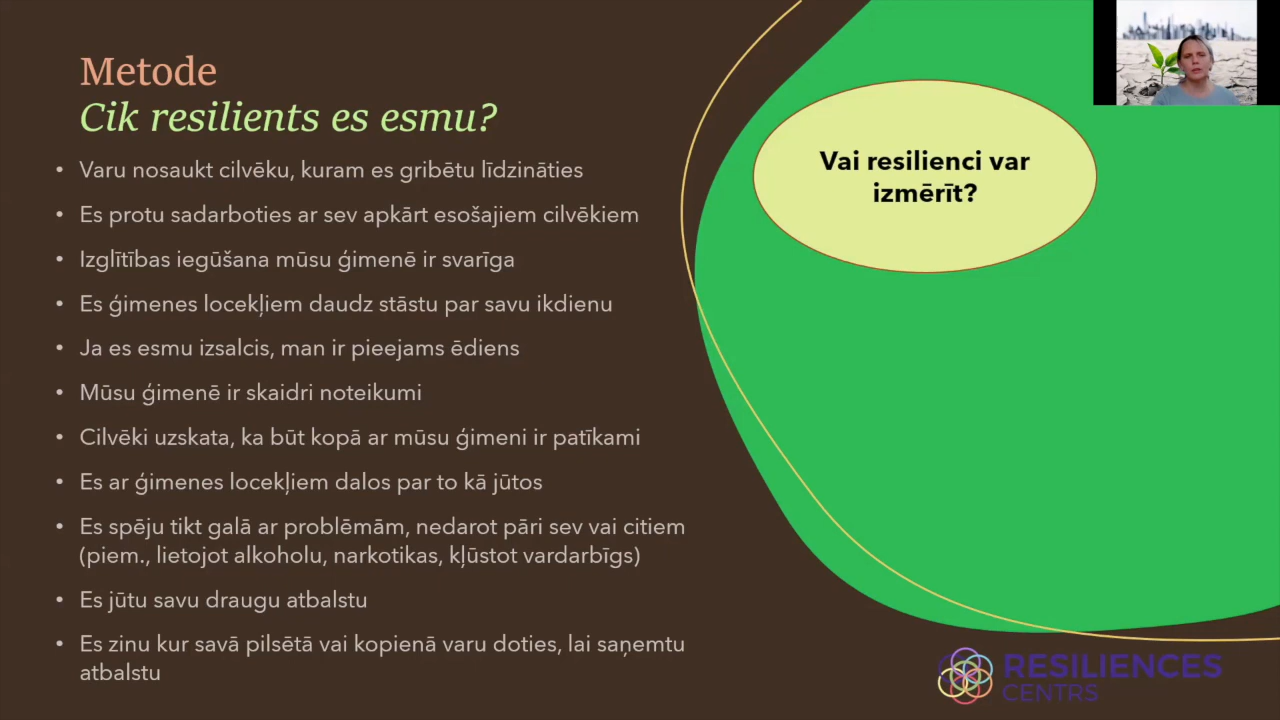 Metode
Cik resilients es esmu?
• Varu nosaukt cilvēku, kuram es gribētu līdzināties
• Es protu sadarboties ar sev apkārt esošajiem cilvēkiem
• Izglītības iegūšana mūsu ģimenē ir svarīga
• Es ģimenes locekļiem daudz stāstu par savu ikdienu
• Ja es esmu izsalcis, man ir pieejams ēdiens
• Mūsu ģimenē ir skaidri noteikumi
• Cilvēki uzskata, ka būt kopā ar mūsu ģimeni ir patīkami
• Es ar ģimenes locekļiem dalos par to kā jūtos
• Es spēju tikt galā ar problēmām, nedarot pāri sev vai citiem
(piem., lietojot alkoholu, narkotikas, kļūstot vardarbīgs)
• Es jūtu savu draugu atbalstu
• Es zinu kur savā pilsētā vai kopienā varu doties, lai saņemtu
atbalstu
Vai resilienci var
izmērīt?
RESILIENCES
CENTRS